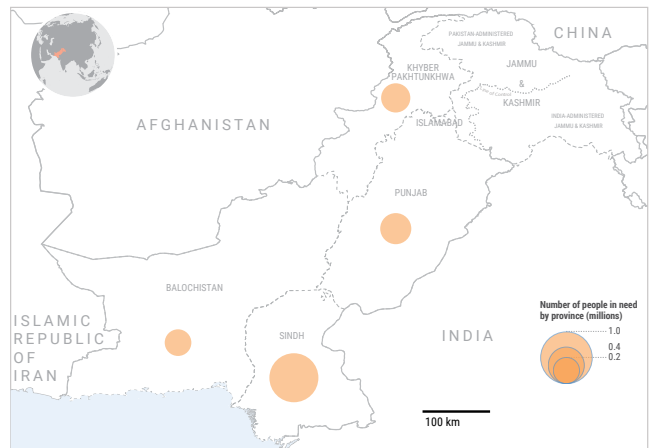 CHINA
PAKISTAN-ADMINISTERED
JAMMU & KASHMIR
KHYBER
PAKHTUNKHWA
JAMMU
&
KASHMIR
AFGHANISTAN
ISLAMABAD
INDIA-ADMINISTERED
JAMMU & KASHMIR
PUNJAB
BALOCHISTAN
ISLAMIC
REPUBLIC
OF
IRAN
SINDH
INDIA
Number of people in need
by province (millions)
1.0
0.4
0.2
100 km